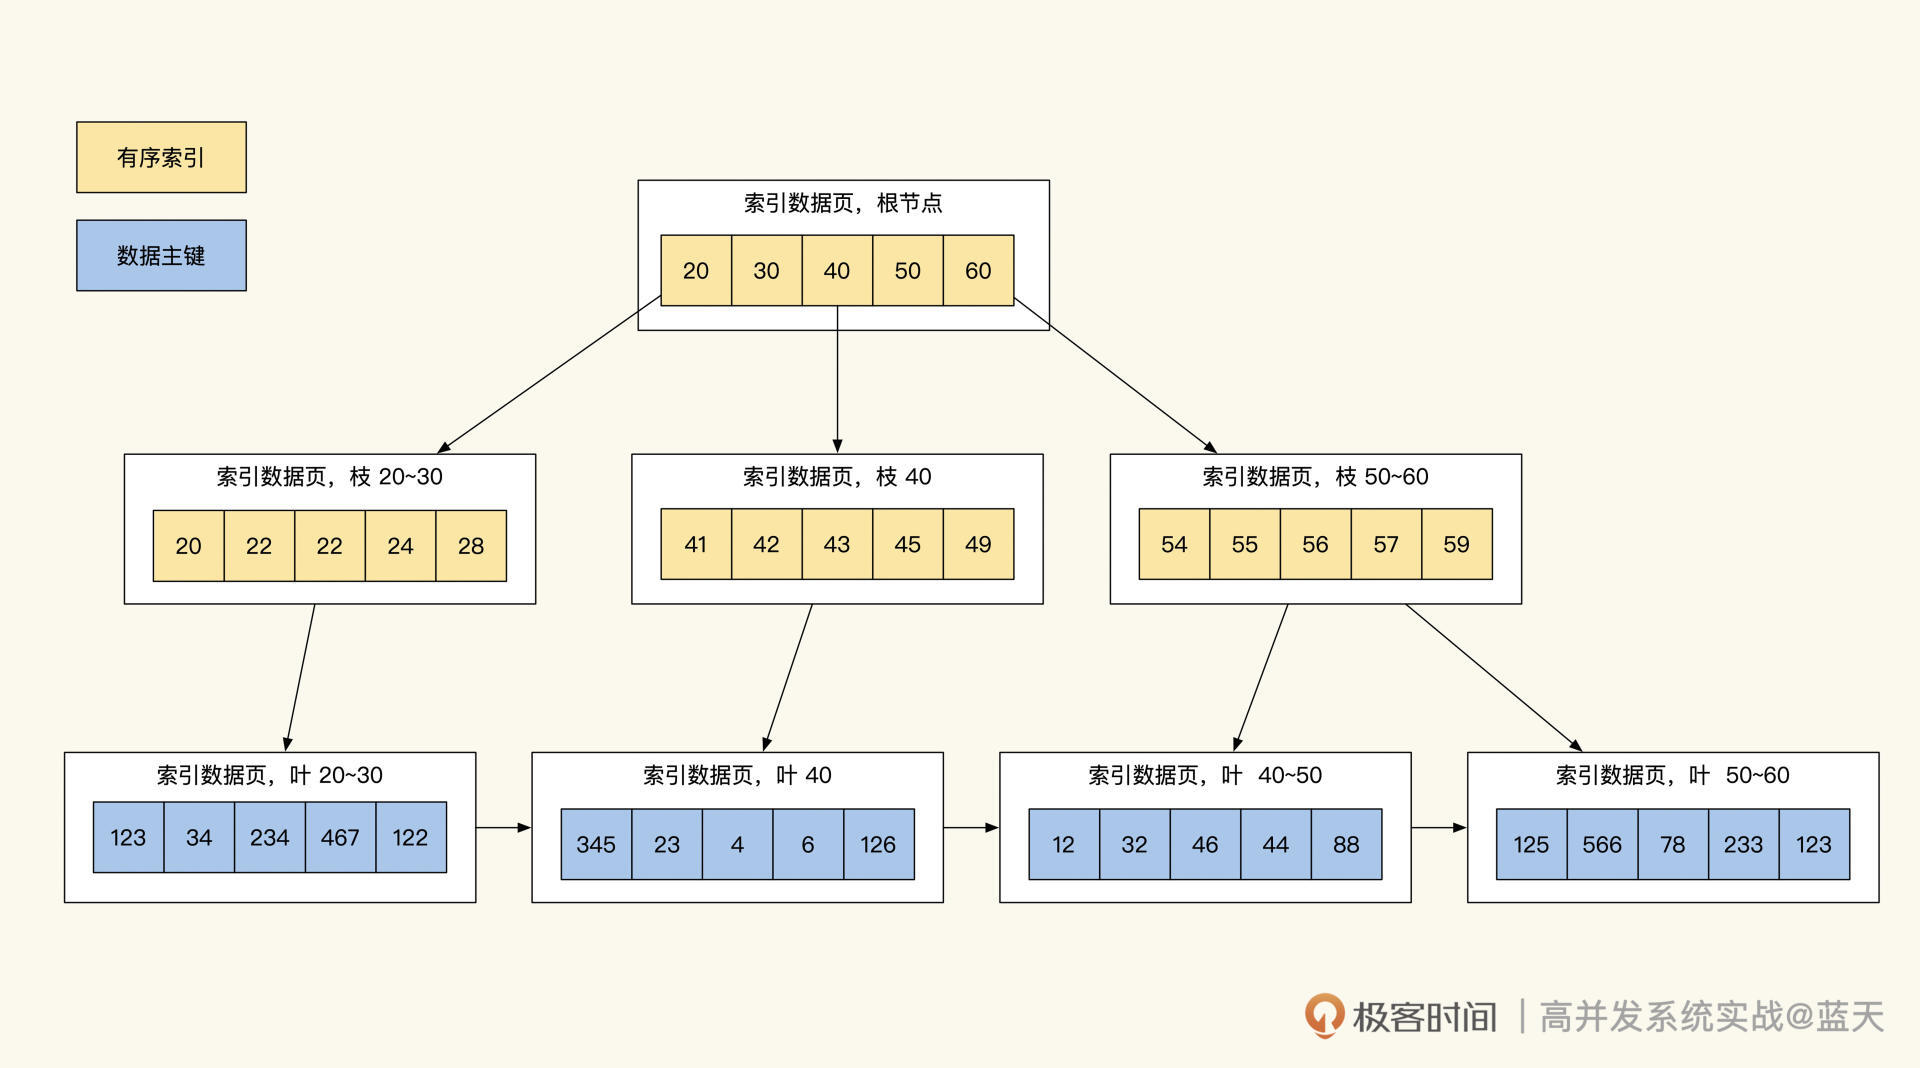 有序索引
数据主键
索引数据页，根节点
20 30 40 50 60
索引数据页，枝 20~30
20 22 22 24 28
索引数据页，枝 40
41 42 43 45 49
索引数据页，枝 50~60
54 55 56 57 59
索引数据页，叶 20~30
123 34 234 467 122
索引数据页，叶 40
345 23 4 6 126
索引数据页，叶 40~50
12 32 46 44 88
索引数据页，叶 50~60
125 566 78 233 123
极客时间 | 高并发系统实战@蓝天